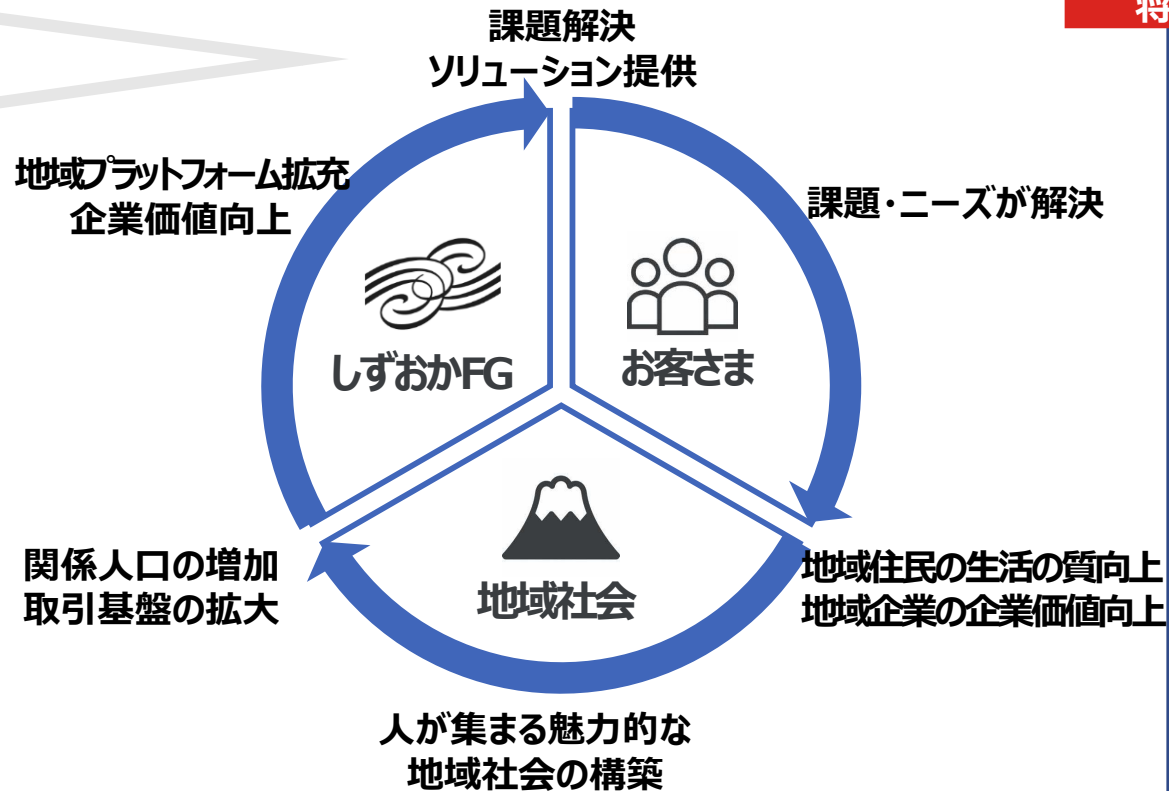 将
課題解決
ソリューション提供
地域プラットフォーム拡充
企業価値向上
課題・ニーズが解決
しずおかFG
お客さま
地域社会
関係人口の増加
取引基盤の拡大
地域住民の生活の質向上
地域企業の企業価値向上
人が集まる魅力的な
地域社会の構築